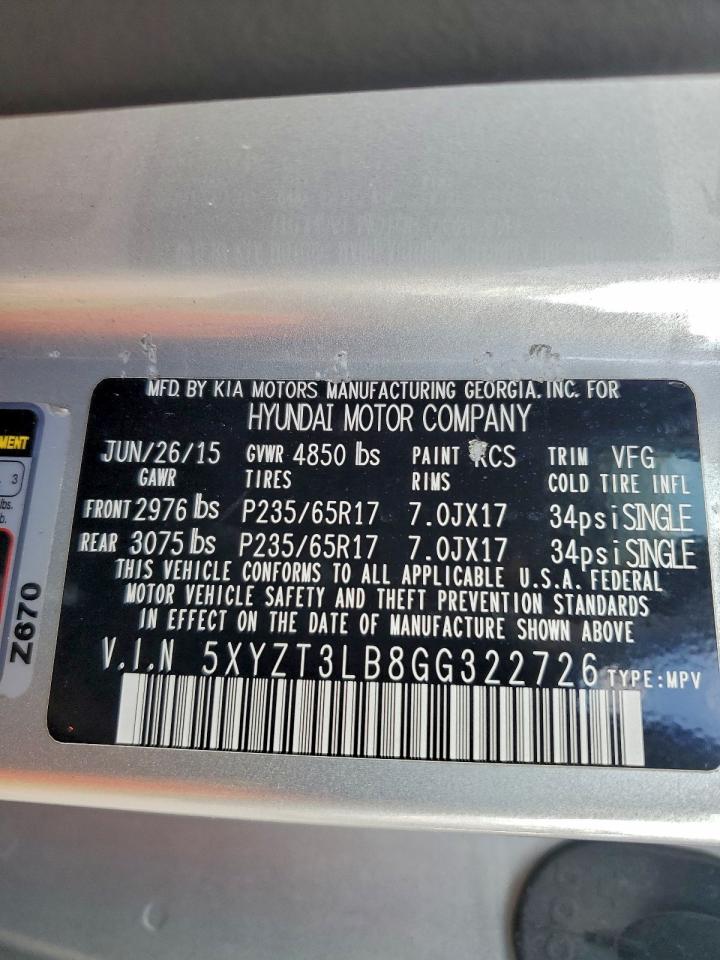 MFD. BY KIA MOTORS MANUFACTURING GEORGIA, INC. FOR
HYUNDAI MOTOR COMPANY
JUN/26/15 GVWR 4850 lbs PAINT RCS TRIM VFG
GAWR TIRES RIMS COLD TIRE INFL
FRONT 2976 lbs P235/65R17 7.0JX17 34psi SINGLE
REAR 3075 lbs P235/65R17 7.0JX17 34psi SINGLE
THIS VEHICLE CONFORMS TO ALL APPLICABLE U.S.A. FEDERAL
MOTOR VEHICLE SAFETY AND THEFT PREVENTION STANDARDS
IN EFFECT ON THE DATE OF MANUFACTURE SHOWN ABOVE
V.I.N 5XYZT3LB8GG322726 TYPE:MPV
3
lbs.
Z670